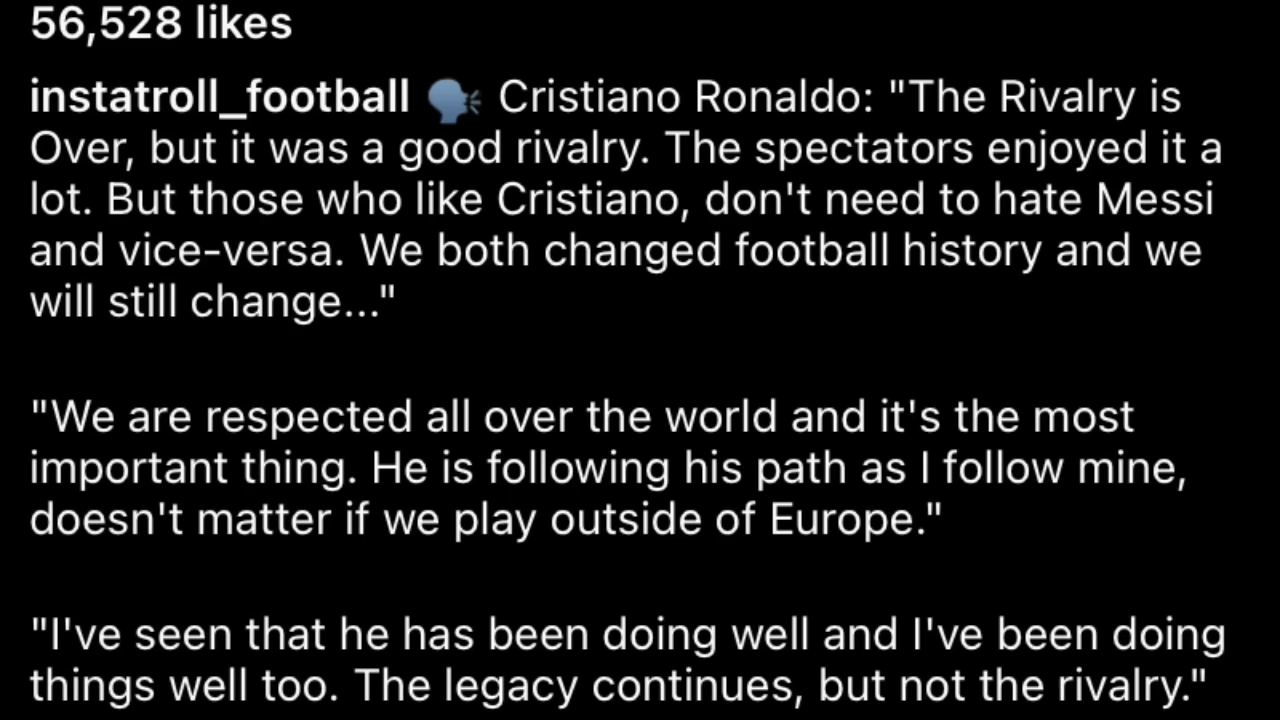 56,528 likes
instatroll_football 🗣️ Cristiano Ronaldo: "The Rivalry is
Over, but it was a good rivalry. The spectators enjoyed it a
lot. But those who like Cristiano, don't need to hate Messi
and vice-versa. We both changed football history and we
will still change..."
"We are respected all over the world and it's the most
important thing. He is following his path as I follow mine,
doesn't matter if we play outside of Europe."
"I've seen that he has been doing well and I've been doing
things well too. The legacy continues, but not the rivalry."